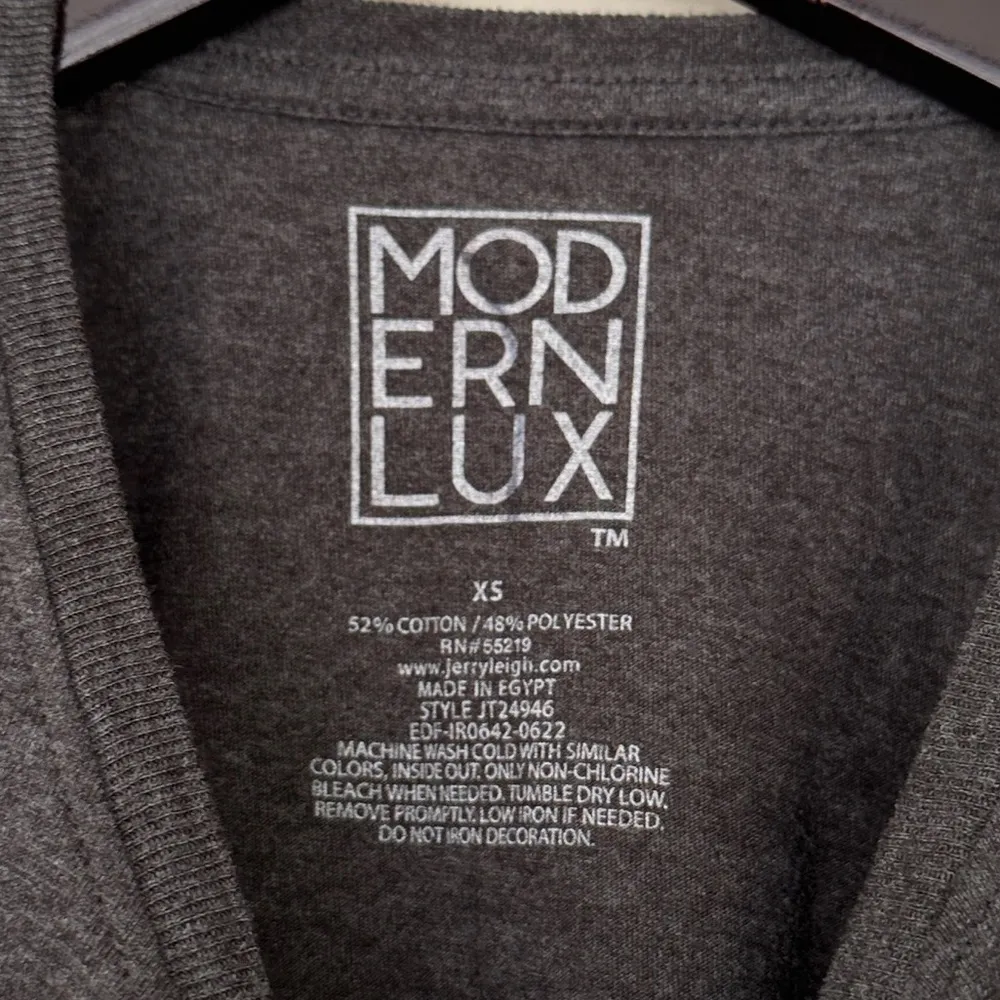 MOD
ERN
LUX
TM
XS
52% COTTON / 48% POLYESTER
RN# 55219
www.jerryleigh.com
MADE IN EGYPT
STYLE JT24946
EDF-IR0642-0622
MACHINE WASH COLD WITH SIMILAR
COLORS, INSIDE OUT. ONLY NON-CHLORINE
BLEACH WHEN NEEDED. TUMBLE DRY LOW.
REMOVE PROMPTLY. LOW IRON IF NEEDED.
DO NOT IRON DECORATION.